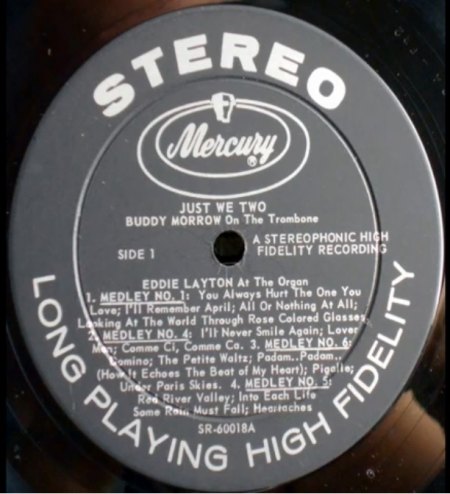 STEREO
Mercury
®
JUST WE TWO
BUDDY MORROW On The Trombone
SIDE 1
A STEREOPHONIC HIGH
FIDELITY RECORDING
EDDIE LAYTON At The Organ
1. MEDLEY NO. 1: You Always Hurt The One You
Love; I'll Remember April; All Or Nothing At All;
Looking At The World Through Rose Colored Glasses
2. MEDLEY NO. 4: I'll Never Smile Again; Lover
Man; Comme Ci, Comme Ca. 3. MEDLEY NO. 6:
Domino; The Petite Waltz; Padam..Padam..
(How It Echoes The Beat of My Heart); Pigalle;
Under Paris Skies. 4. MEDLEY NO. 5:
Red River Valley; Into Each Life
Some Rain Must Fall; Heartaches
SR-60018A
LONG PLAYING HIGH FIDELITY